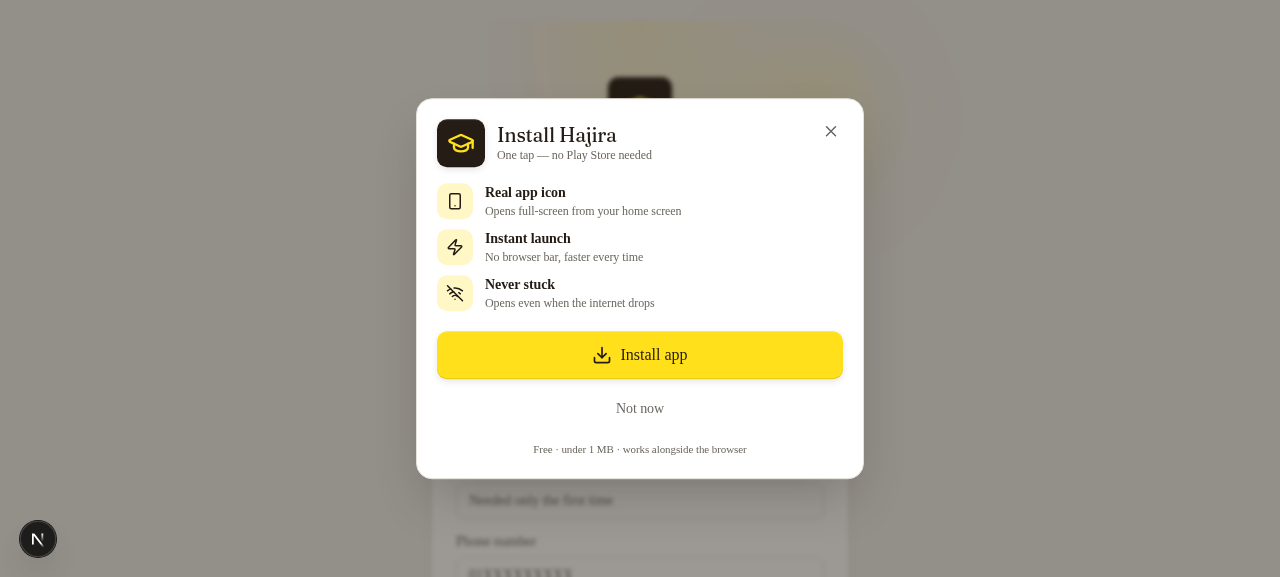 Install Hajira
One tap — no Play Store needed
Real app icon
Opens full-screen from your home screen
Instant launch
No browser bar, faster every time
Never stuck
Opens even when the internet drops
Install app
Not now
Free · under 1 MB · works alongside the browser
Needed only the first time
Phone number
N